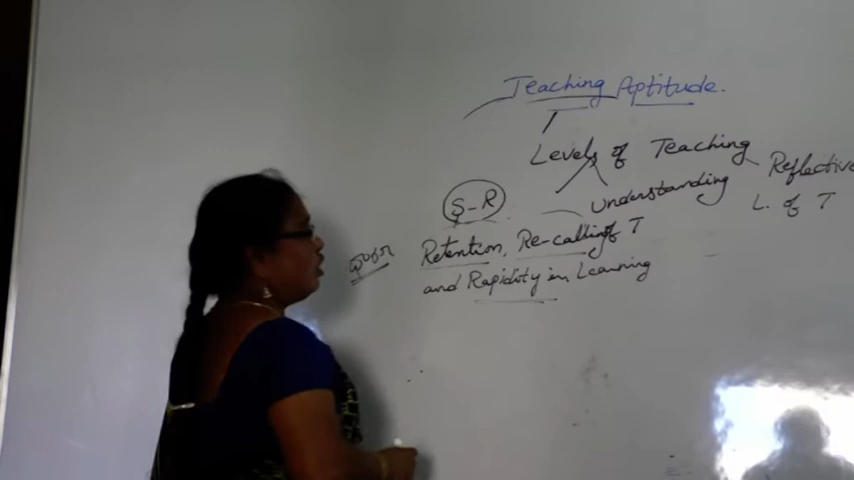 Teaching Aptitude.
Levels of Teaching
Reflective
Understanding
L. of T
S-R
Retention, Re-calling of T
and Rapidity in Learning